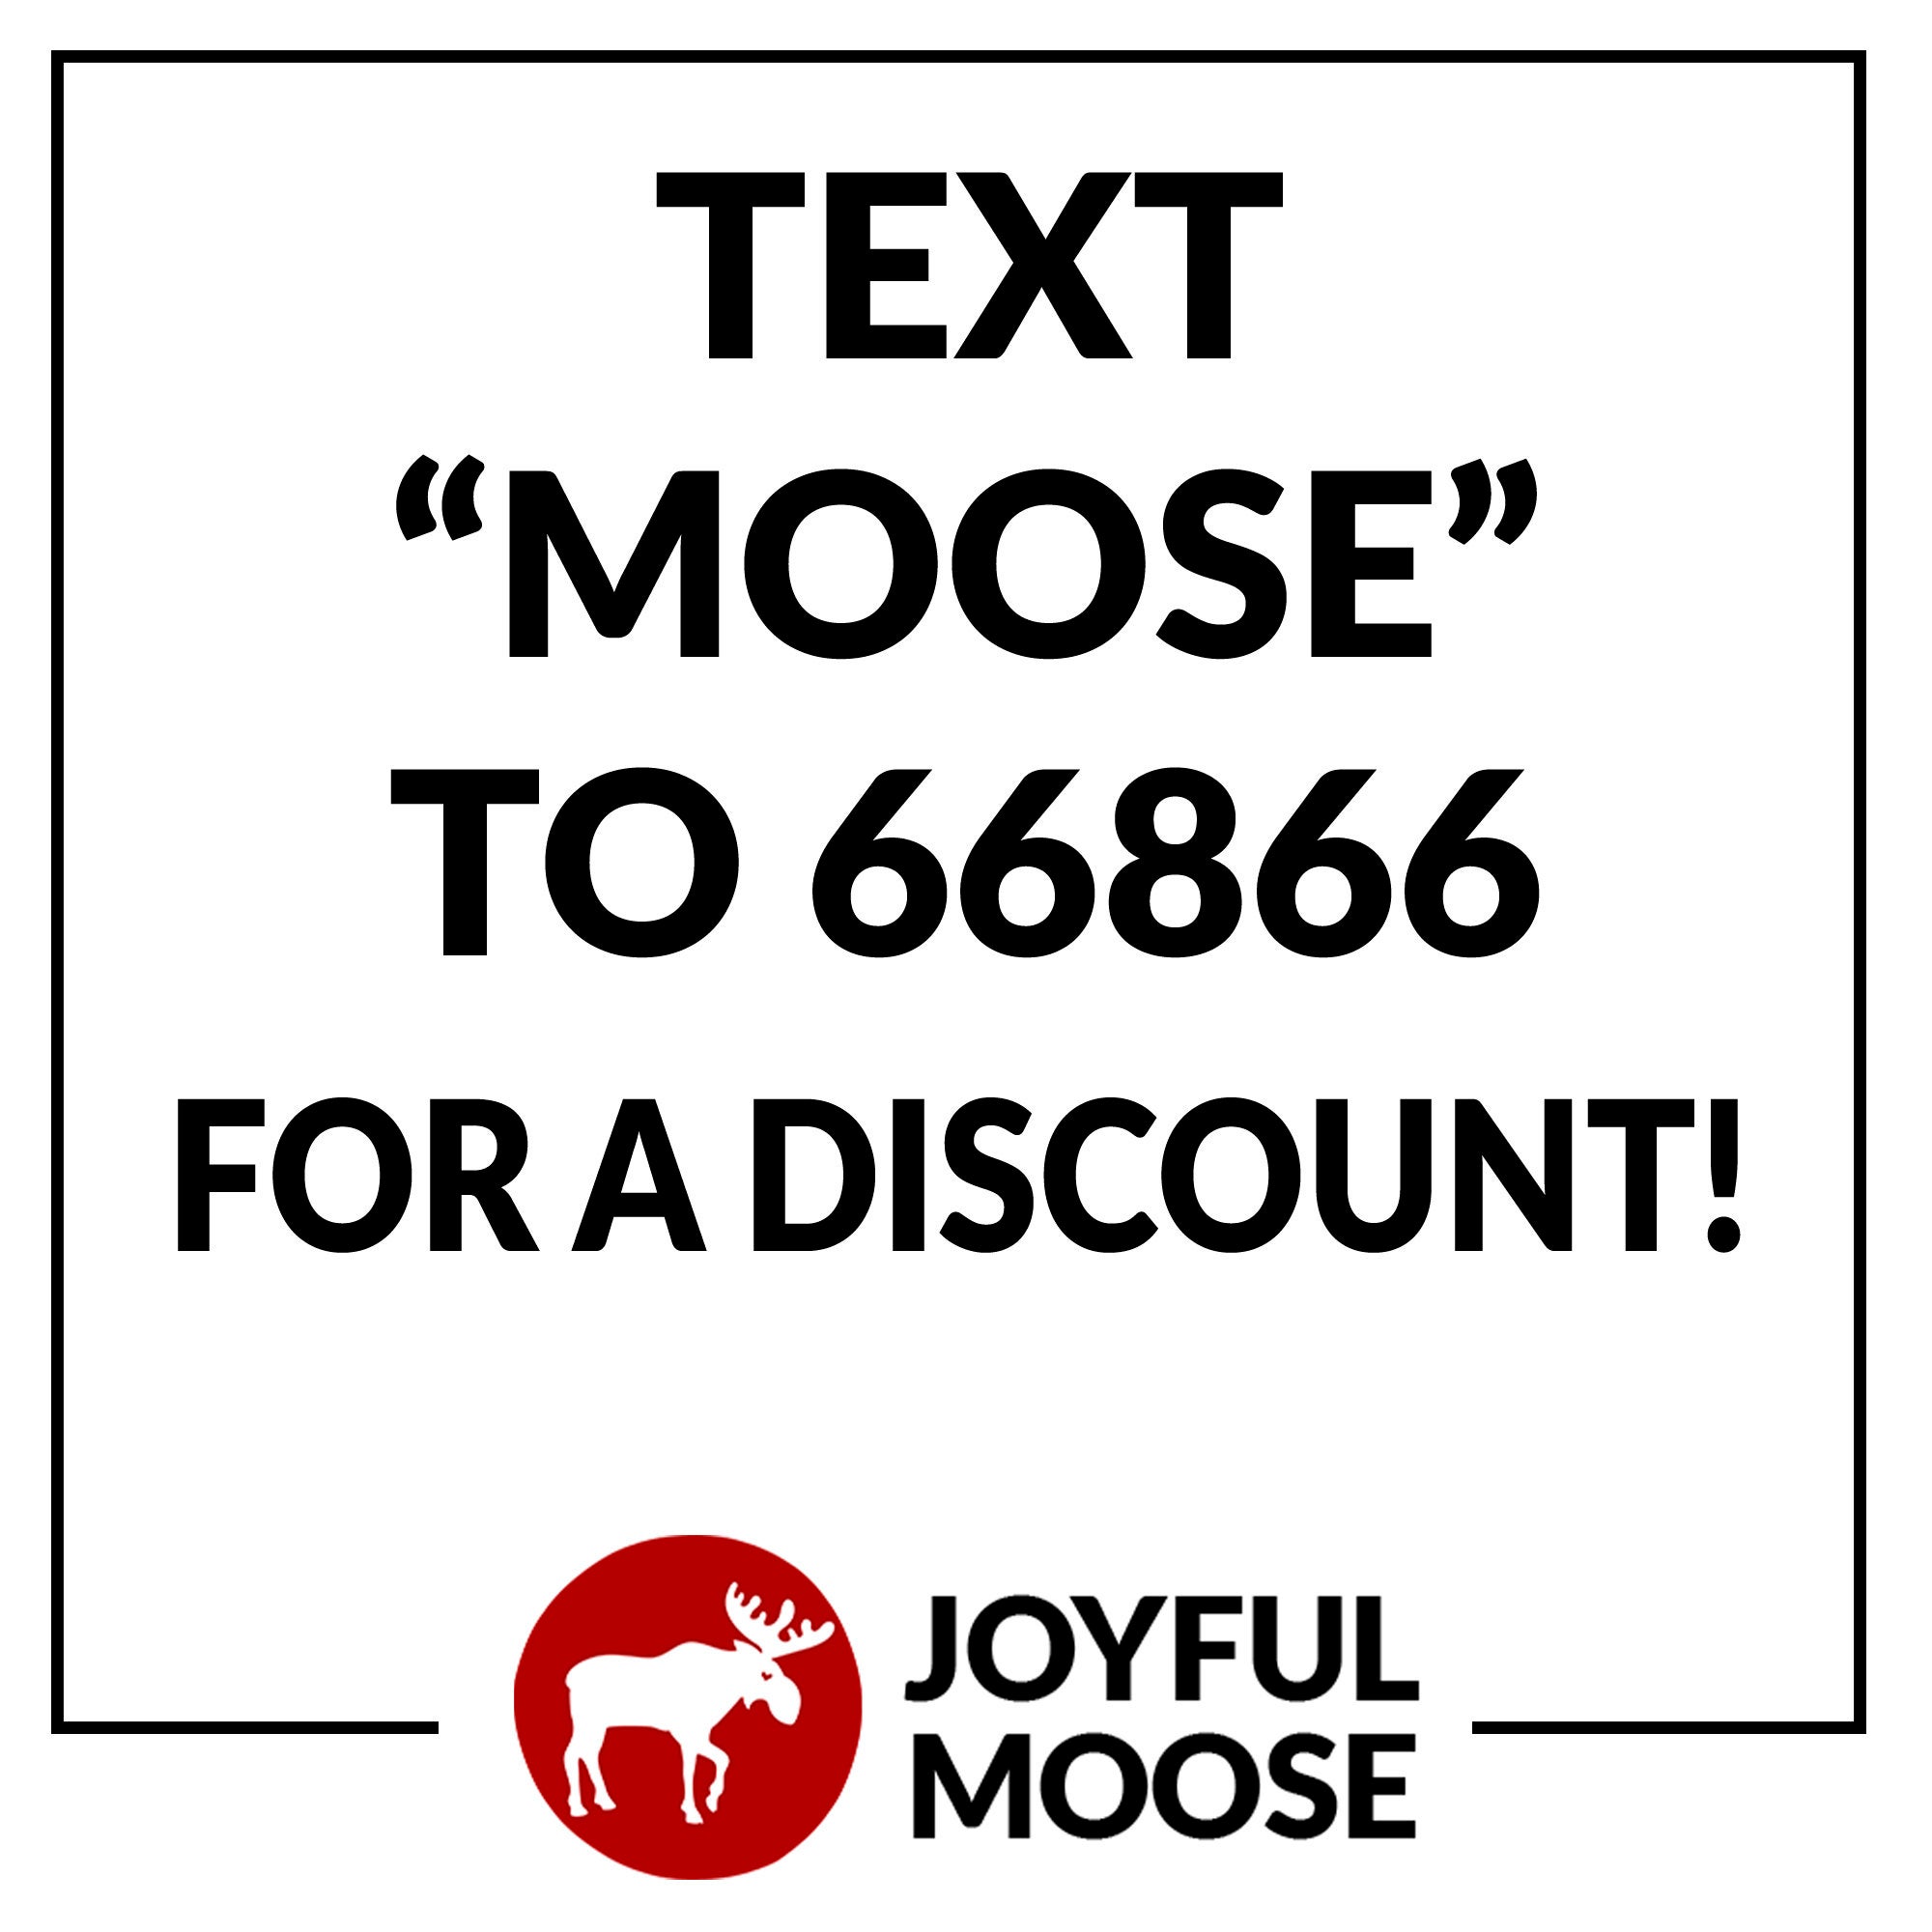 TEXT
“MOOSE”
TO 66866
FOR A DISCOUNT!
JOYFUL
MOOSE